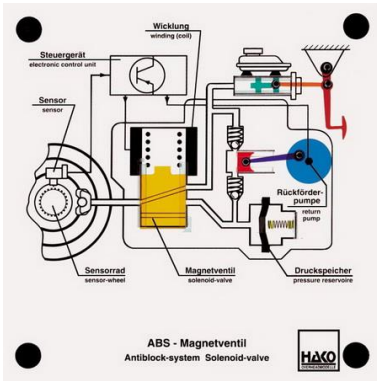 Wicklung
winding (coil)
Steuergerät
electronic control unit
Sensor
sensor
Rückförder-
pumpe
return
pump
Sensorrad
sensor-wheel
Magnetventil
solenoid-valve
Druckspeicher
pressure reservoire
ABS - Magnetventil
Antiblock-system Solenoid-valve
HAKO
OVERHEADMODELLE